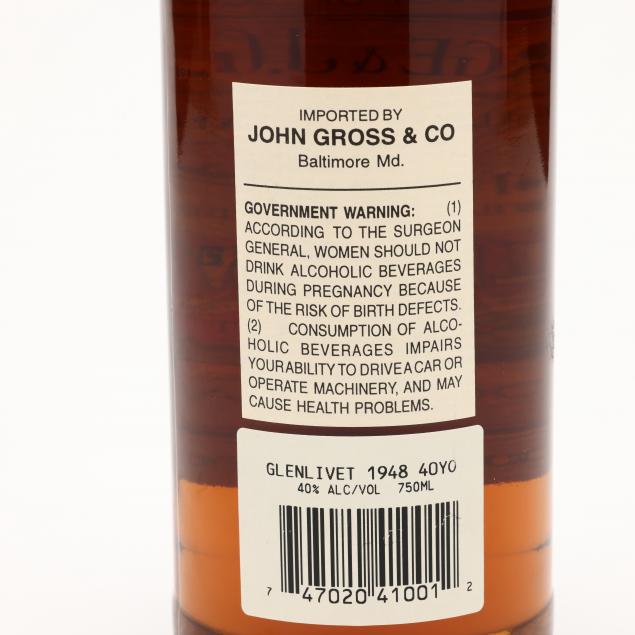 IMPORTED BY
JOHN GROSS & CO
Baltimore Md.
GOVERNMENT WARNING: (1)
ACCORDING TO THE SURGEON
GENERAL, WOMEN SHOULD NOT
DRINK ALCOHOLIC BEVERAGES
DURING PREGNANCY BECAUSE
OF THE RISK OF BIRTH DEFECTS.
(2) CONSUMPTION OF ALCO-
HOLIC BEVERAGES IMPAIRS
YOUR ABILITY TO DRIVE A CAR OR
OPERATE MACHINERY, AND MAY
CAUSE HEALTH PROBLEMS.
GLENLIVET 1948 40YO
40% ALC/VOL 750ML
7 47020 41001 2